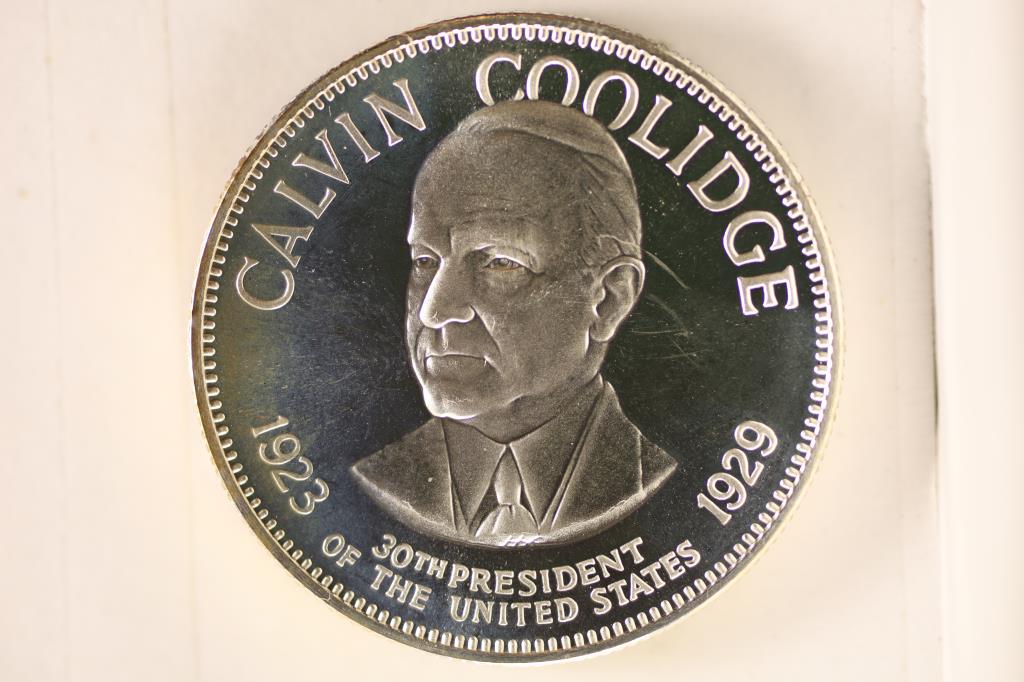 CALVIN COOLIDGE
1923
1929
30TH PRESIDENT
OF THE UNITED STATES